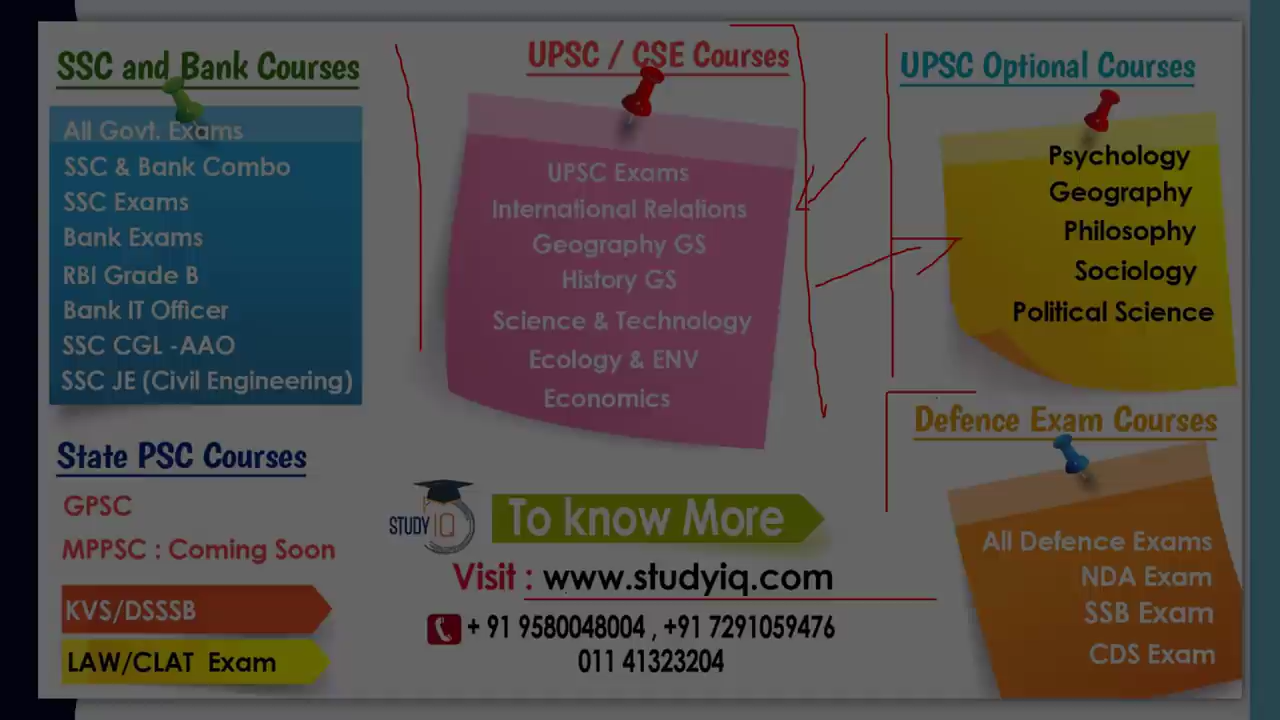 SSC and Bank Courses
All Govt. Exams
SSC & Bank Combo
SSC Exams
Bank Exams
RBI Grade B
Bank IT Officer
SSC CGL -AAO
SSC JE (Civil Engineering)
State PSC Courses
GPSC
MPPSC : Coming Soon
KVS/DSSSB
LAW/CLAT Exam
UPSC / CSE Courses
UPSC Exams
International Relations
Geography GS
History GS
Science & Technology
Ecology & ENV
Economics
STUDY IQ
To know More
Visit : www.studyiq.com
+ 91 9580048004 , +91 7291059476
011 41323204
UPSC Optional Courses
Psychology
Geography
Philosophy
Sociology
Political Science
Defence Exam Courses
All Defence Exams
NDA Exam
SSB Exam
CDS Exam